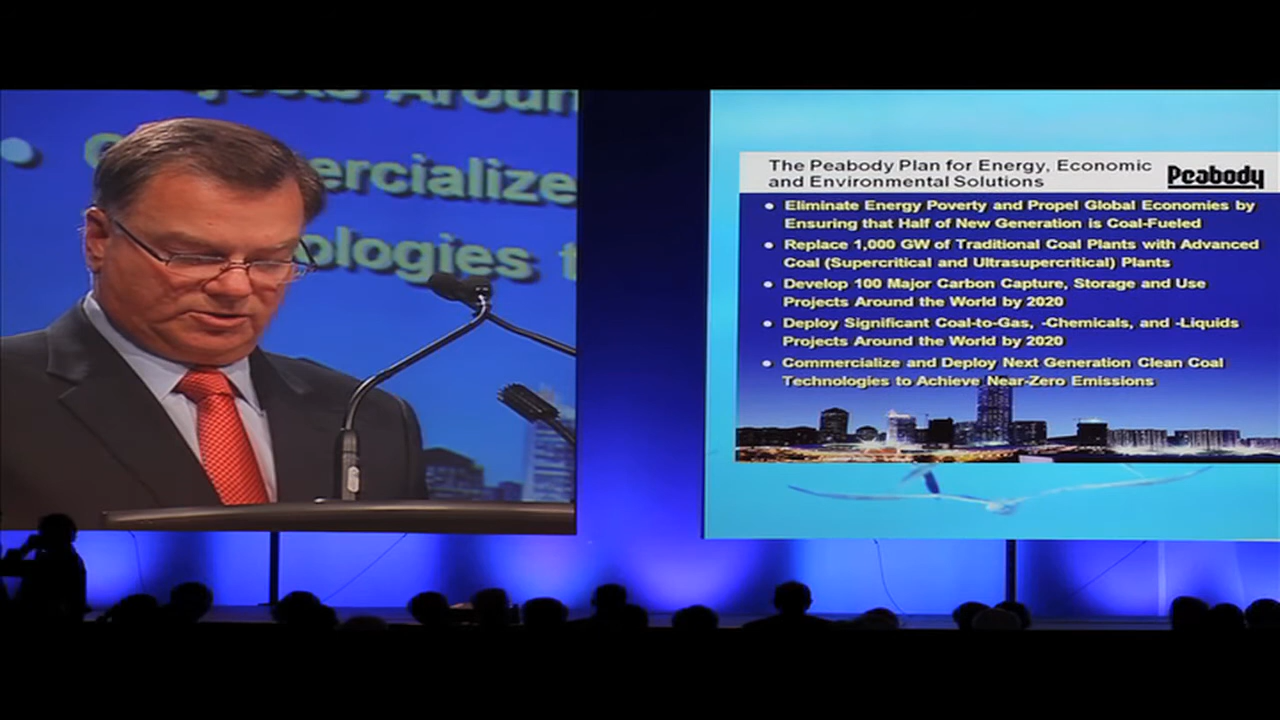 jects Aroun
Commercialize
ologies t
The Peabody Plan for Energy, Economic
and Environmental Solutions
Peabody
• Eliminate Energy Poverty and Propel Global Economies by
Ensuring that Half of New Generation is Coal-Fueled
• Replace 1,000 GW of Traditional Coal Plants with Advanced
Coal (Supercritical and Ultrasupercritical) Plants
• Develop 100 Major Carbon Capture, Storage and Use
Projects Around the World by 2020
• Deploy Significant Coal-to-Gas, -Chemicals, and -Liquids
Projects Around the World by 2020
• Commercialize and Deploy Next Generation Clean Coal
Technologies to Achieve Near-Zero Emissions